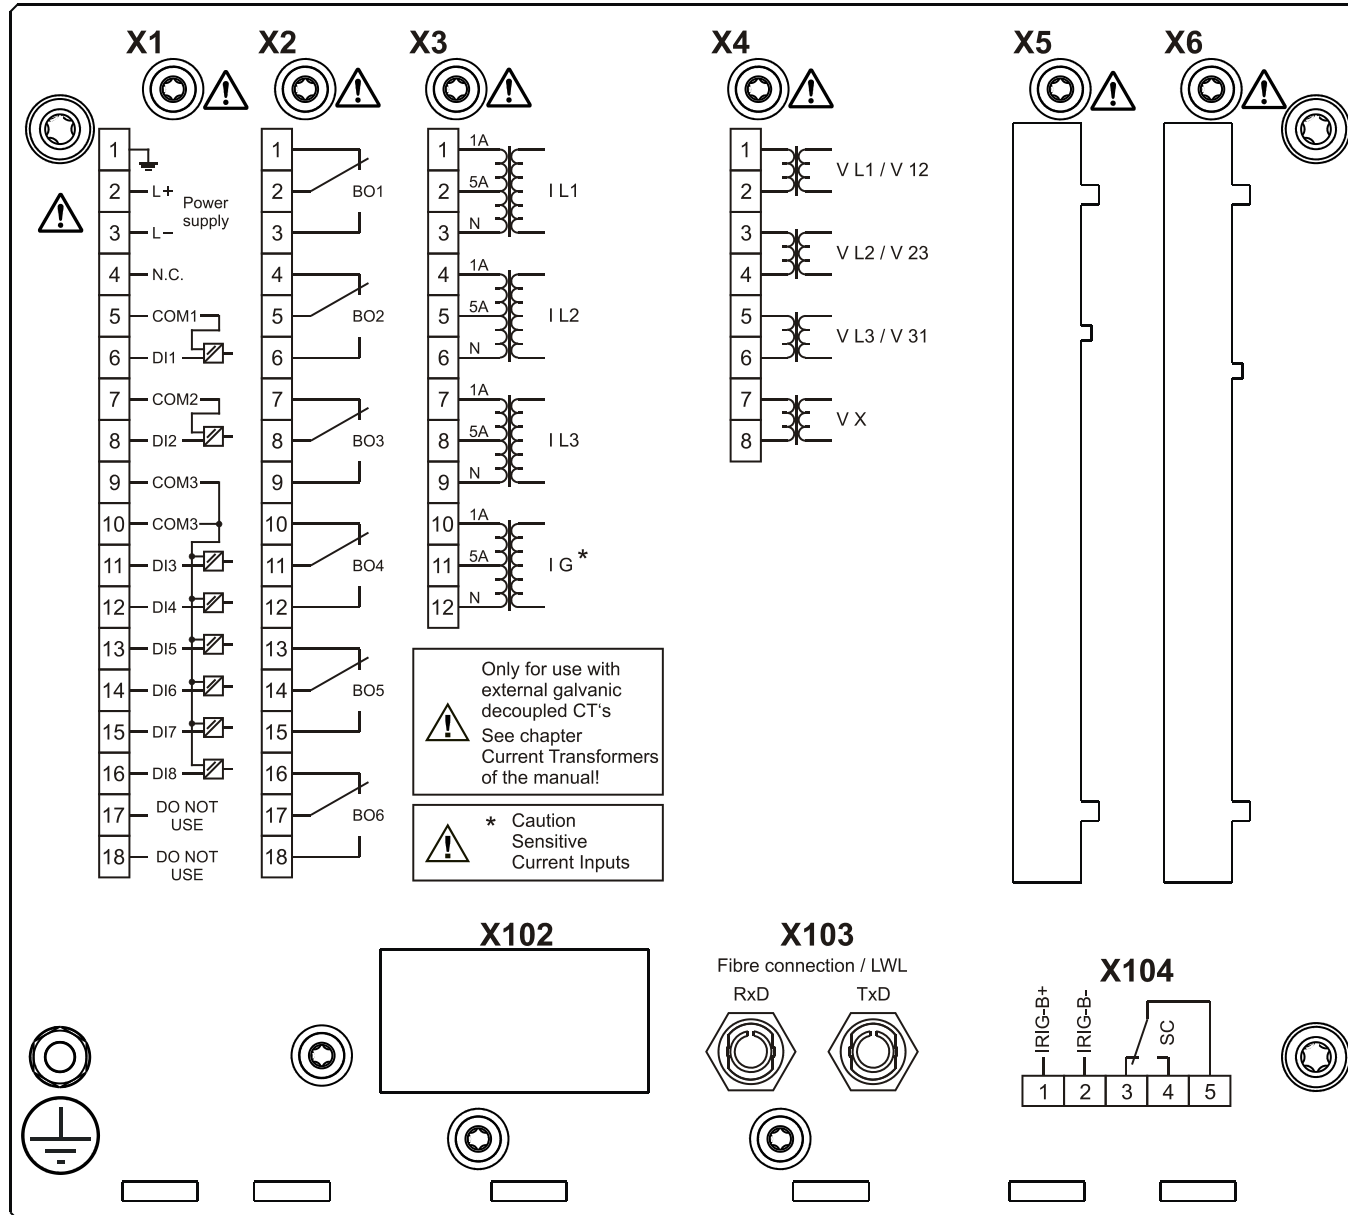 X1
X2
X3
X4
X5
X6
1
2 L+
Power
supply
3 L–
4 N.C.
5 COM1
6 DI1
7 COM2
8 DI2
9 COM3
10 COM3
11 DI3
12 DI4
13 DI5
14 DI6
15 DI7
16 DI8
17 DO NOT
USE
18 DO NOT
USE
1
2 BO1
3
4
5 BO2
6
7
8 BO3
9
10
11 BO4
12
13
14 BO5
15
16
17 BO6
18
1 1A
2 5A I L1
3 N
4 1A
5 5A I L2
6 N
7 1A
8 5A I L3
9 N
10 1A
11 5A I G *
12 N
Only for use with
external galvanic
decoupled CT‘s
See chapter
Current Transformers
of the manual!
* Caution
Sensitive
Current Inputs
1
V L1 / V 12
2
3
V L2 / V 23
4
5
V L3 / V 31
6
7
V X
8
X102
X103
Fibre connection / LWL
RxD TxD
X104
IRIG-B+
IRIG-B-
SC
1 2 3 4 5